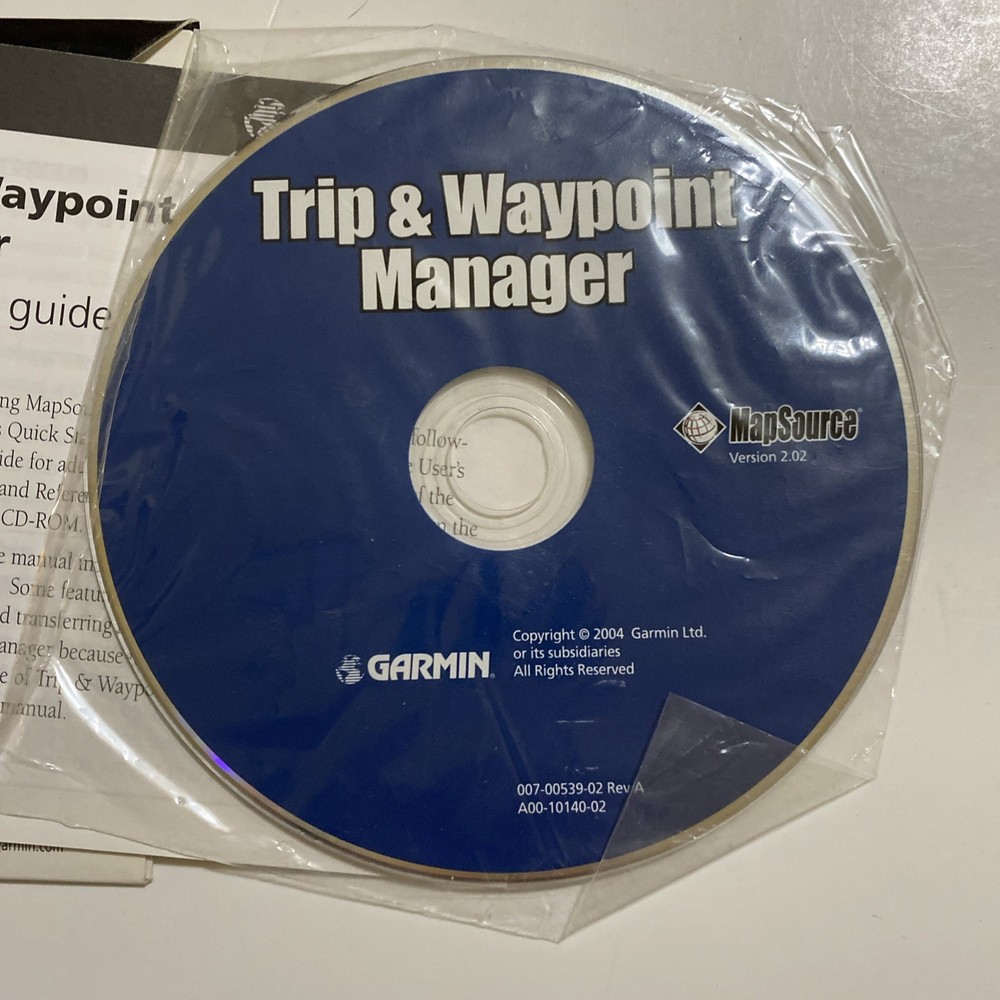 Trip & Waypoint
Manager
MapSource
Version 2.02
GARMIN
Copyright © 2004 Garmin Ltd.
or its subsidiaries
All Rights Reserved
007-00539-02 Rev A
A00-10140-02
aypoint
r
guide
ng MapSo
s Quick St
ide for ad
and Refere
CD-ROM.
e manual in
Some featu
d transferring
anager because
e of Trip & Wayp
manual.
follow-
e User's
of the
n the
armin.com